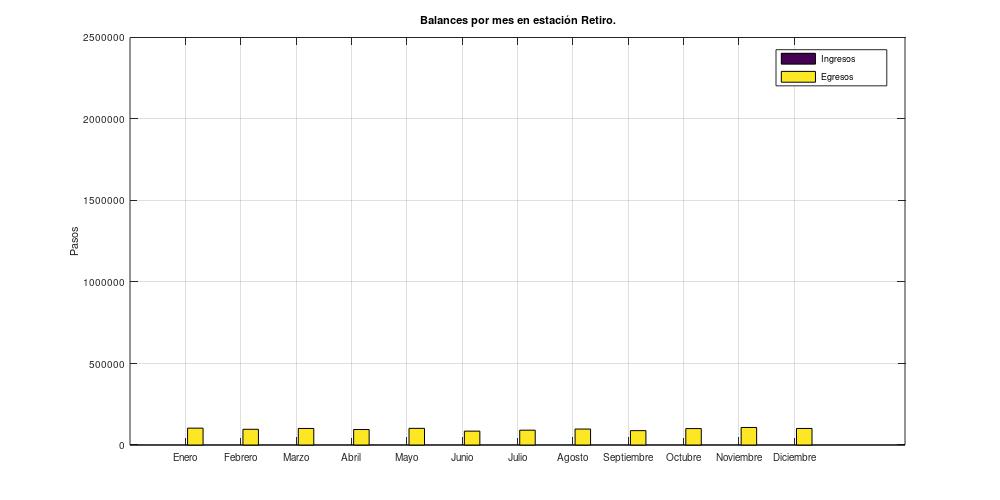 Balances por mes en estación Retiro.
2500000
2000000
1500000
1000000
500000
0
Pasos
Ingresos
Egresos
Enero Febrero Marzo Abril Mayo Junio Julio Agosto Septiembre Octubre Noviembre Diciembre